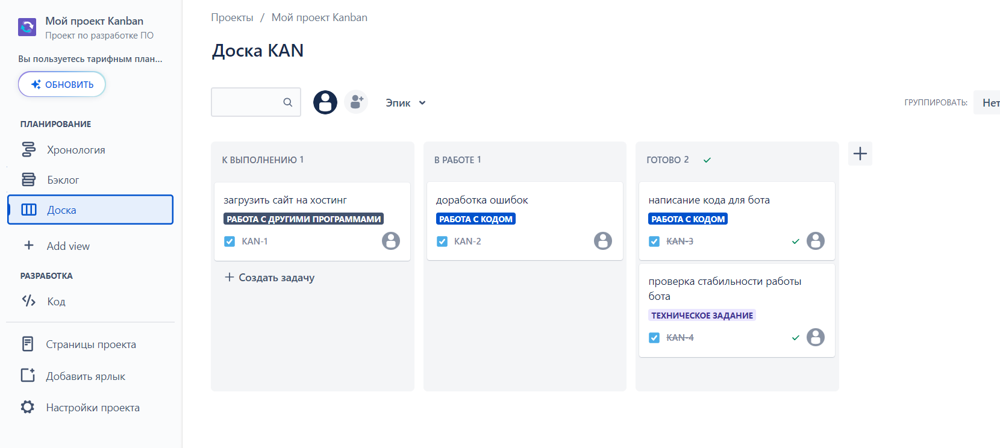 Мой проект Kanban
Проект по разработке ПО
Вы пользуетесь тарифным план...
ОБНОВИТЬ
ПЛАНИРОВАНИЕ
Хронология
Бэклог
Доска
Add view
РАЗРАБОТКА
Код
Страницы проекта
Добавить ярлык
Настройки проекта
Проекты / Мой проект Kanban
Доска KAN
Эпик
ГРУППИРОВАТЬ: Нет
К ВЫПОЛНЕНИЮ 1
загрузить сайт на хостинг
РАБОТА С ДРУГИМИ ПРОГРАММАМИ
KAN-1
Создать задачу
В РАБОТЕ 1
доработка ошибок
РАБОТА С КОДОМ
KAN-2
ГОТОВО 2
написание кода для бота
РАБОТА С КОДОМ
KAN-3
проверка стабильности работы
бота
ТЕХНИЧЕСКОЕ ЗАДАНИЕ
KAN-4